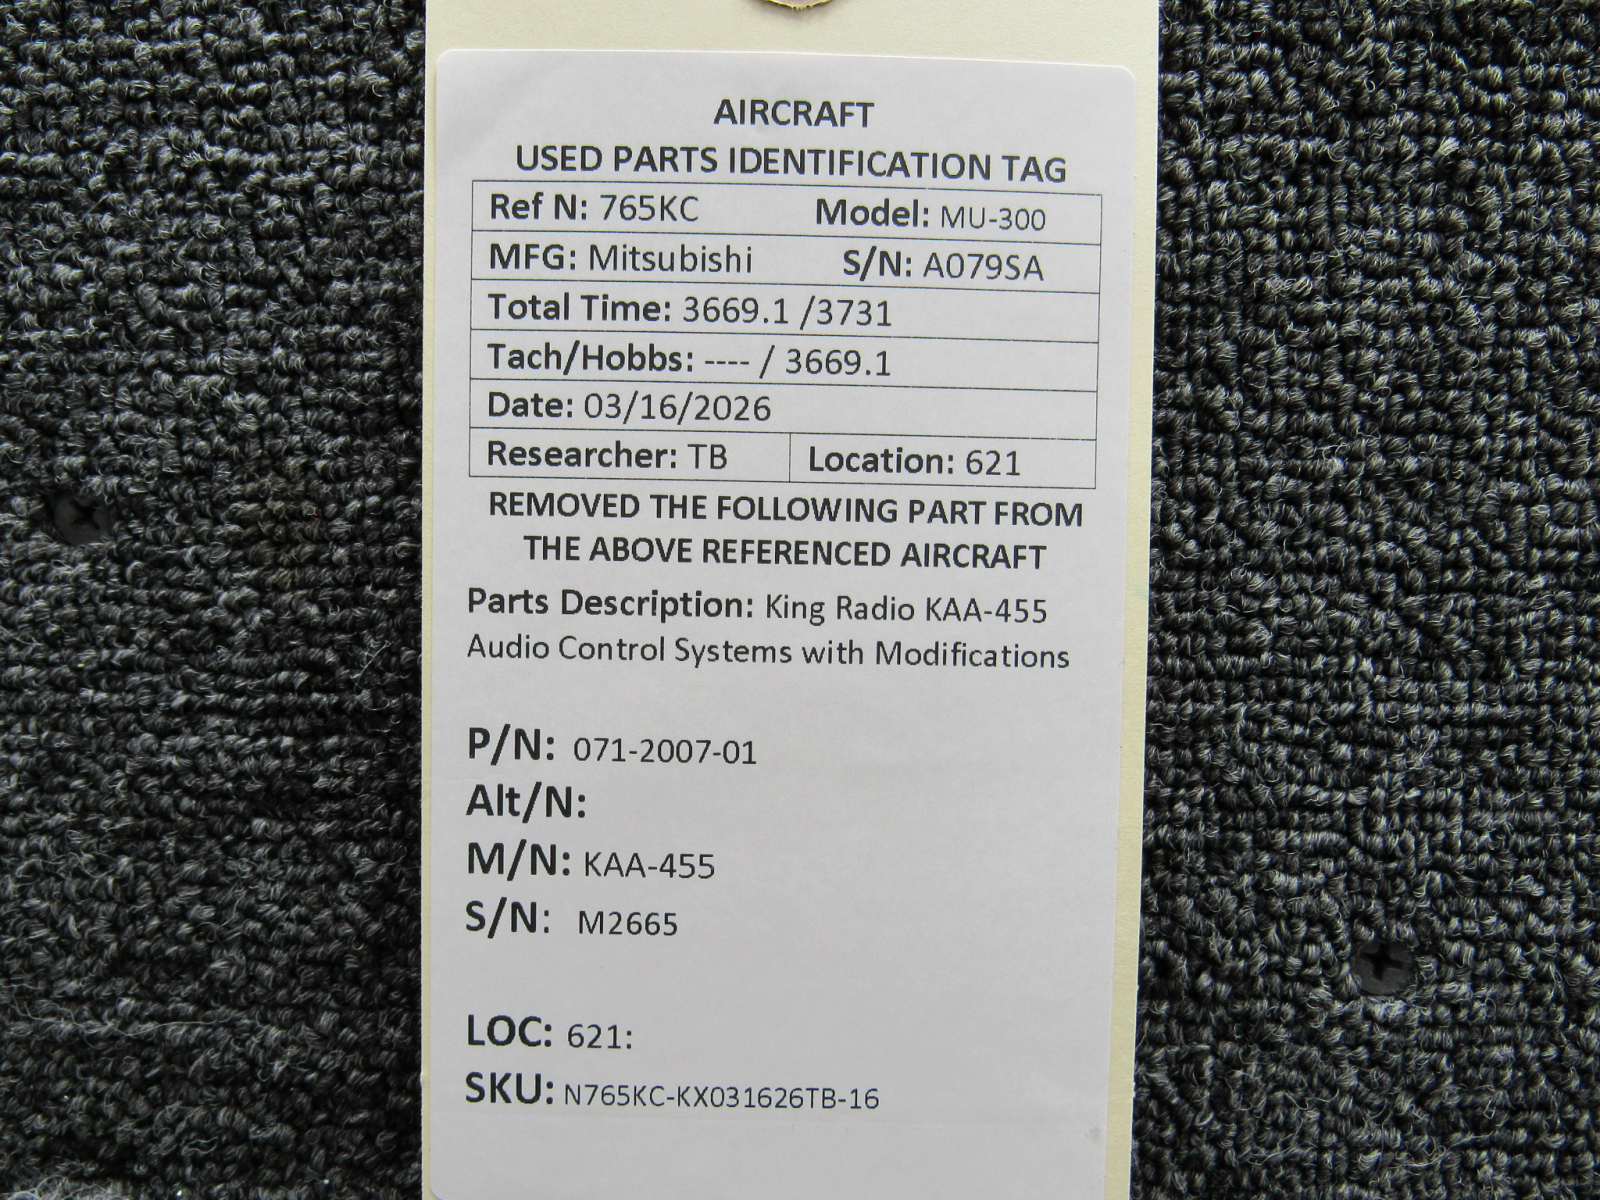 AIRCRAFT
USED PARTS IDENTIFICATION TAG
Ref N: 765KC Model: MU-300
MFG: Mitsubishi S/N: A079SA
Total Time: 3669.1 /3731
Tach/Hobbs: ---- / 3669.1
Date: 03/16/2026
Researcher: TB Location: 621
REMOVED THE FOLLOWING PART FROM
THE ABOVE REFERENCED AIRCRAFT
Parts Description: King Radio KAA-455
Audio Control Systems with Modifications
P/N: 071-2007-01
Alt/N:
M/N: KAA-455
S/N: M2665
LOC: 621:
SKU: N765KC-KX031626TB-16